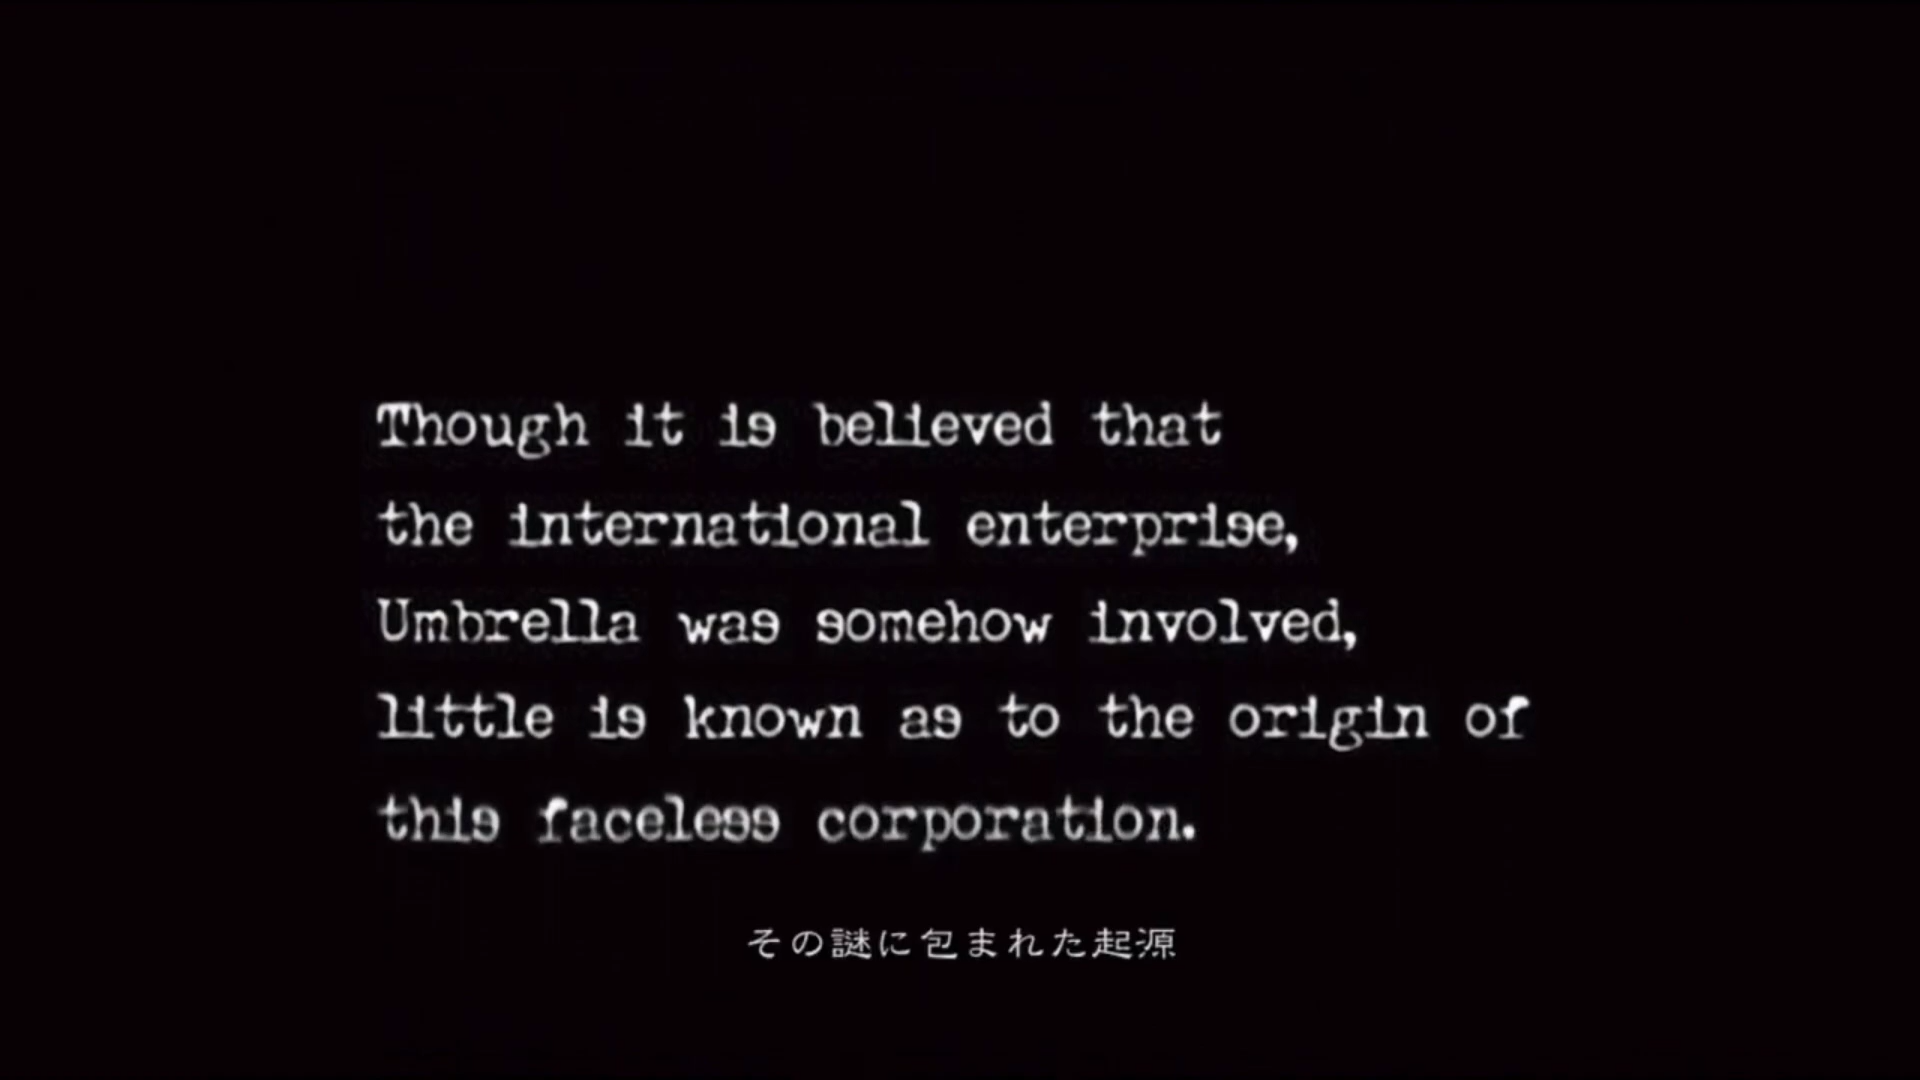 Though it is believed that
the international enterprise,
Umbrella was somehow involved,
little is known as to the origin of
this faceless corporation.
その謎に包まれた起源